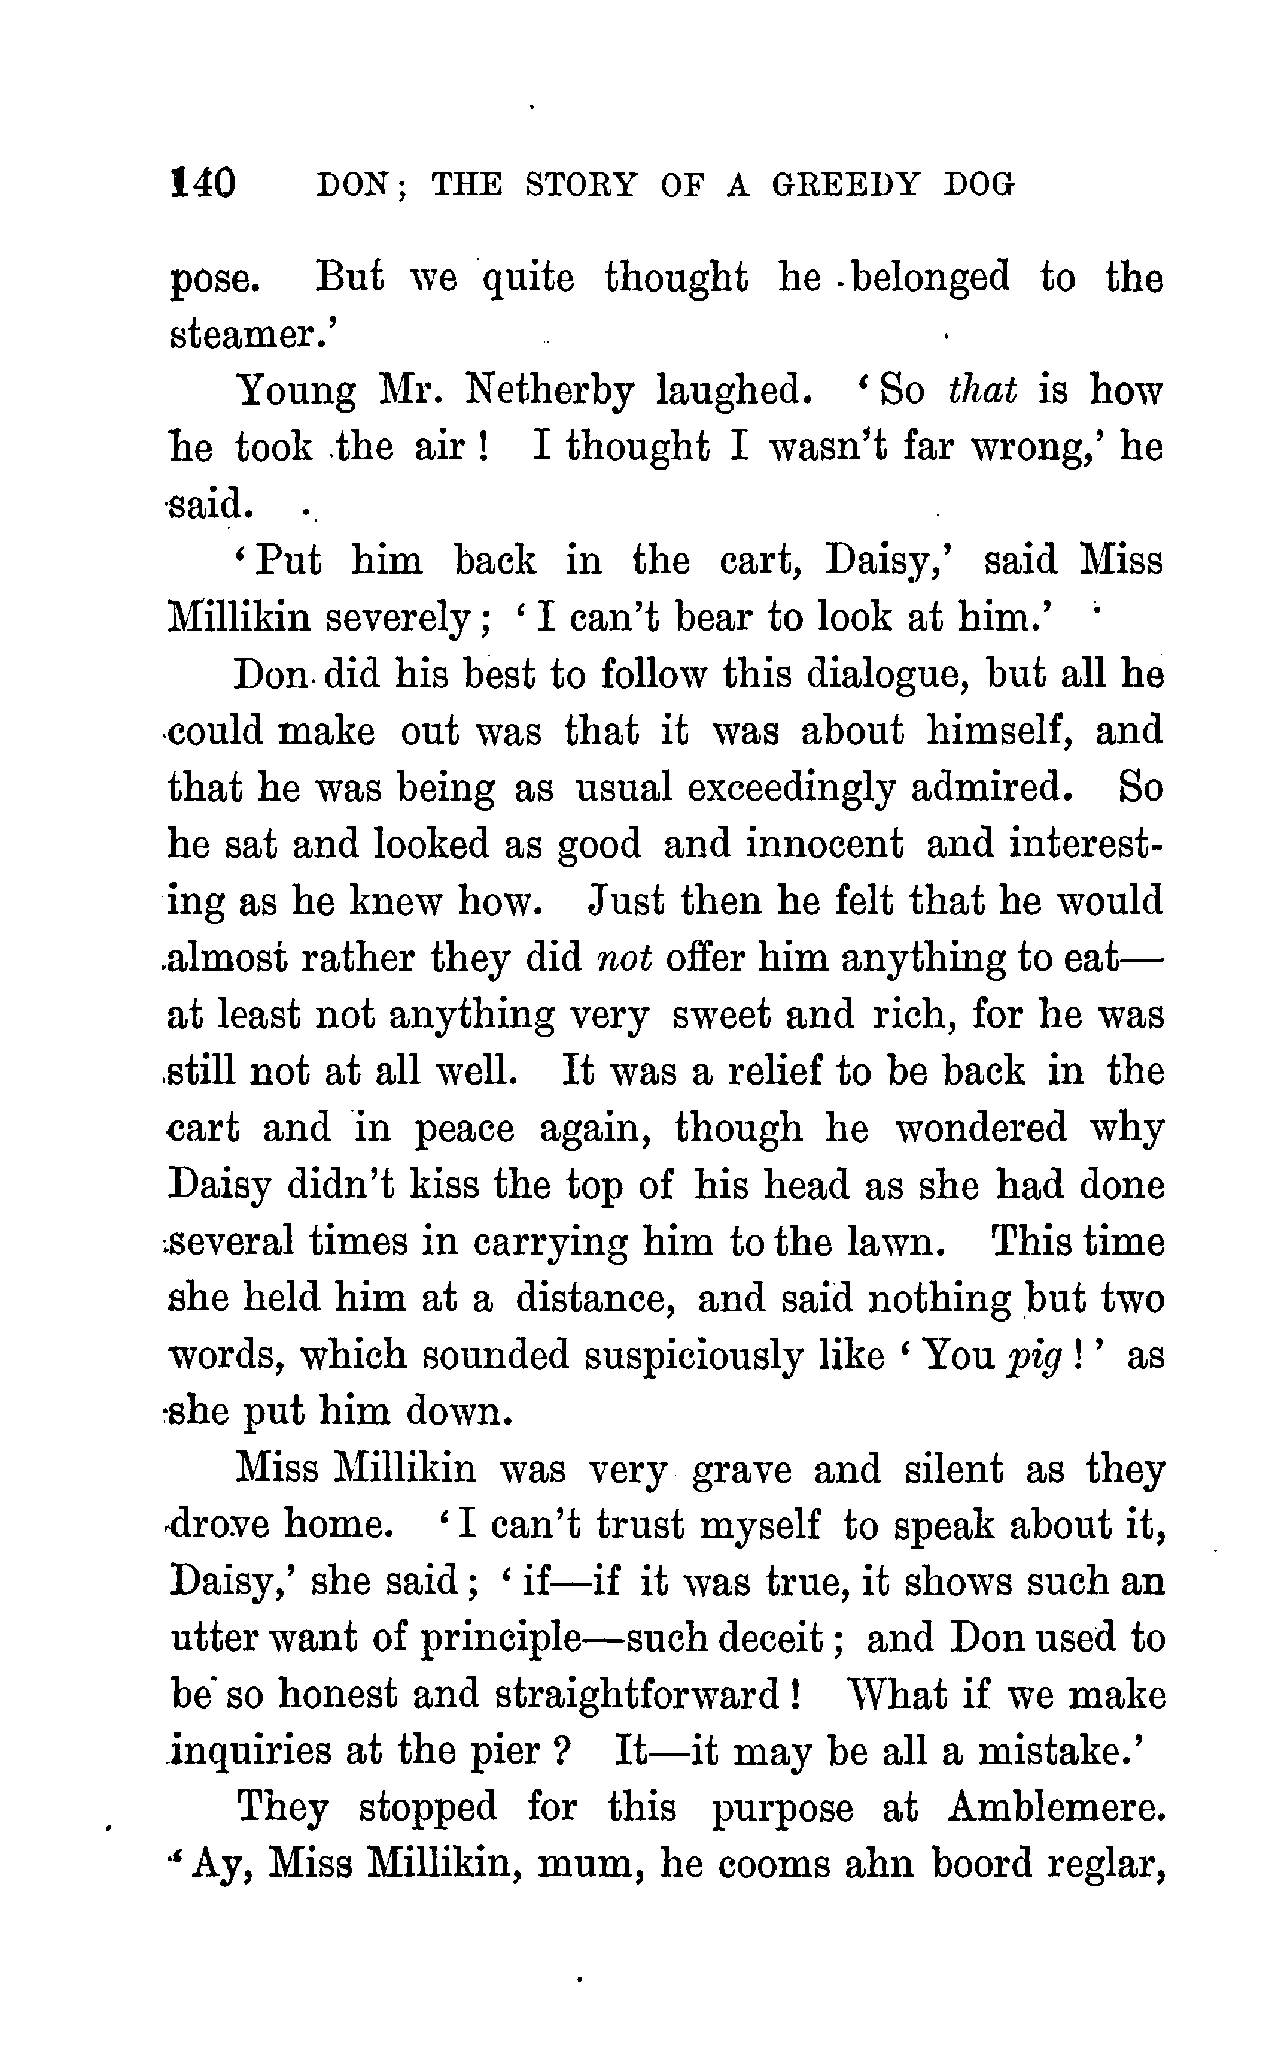 140 DON; THE STORY OF A GREEDY DOG
pose. But we quite thought he belonged to the
steamer.’
Young Mr. Netherby laughed. ‘So that is how
he took the air! I thought I wasn’t far wrong,’ he
said.
‘Put him back in the cart, Daisy,’ said Miss
Millikin severely; ‘I can’t bear to look at him.’
Don did his best to follow this dialogue, but all he
could make out was that it was about himself, and
that he was being as usual exceedingly admired. So
he sat and looked as good and innocent and interest-
ing as he knew how. Just then he felt that he would
almost rather they did not offer him anything to eat—
at least not anything very sweet and rich, for he was
still not at all well. It was a relief to be back in the
cart and in peace again, though he wondered why
Daisy didn’t kiss the top of his head as she had done
several times in carrying him to the lawn. This time
she held him at a distance, and said nothing but two
words, which sounded suspiciously like ‘You pig!’ as
she put him down.
Miss Millikin was very grave and silent as they
drove home. ‘I can’t trust myself to speak about it,
Daisy,’ she said; ‘if—if it was true, it shows such an
utter want of principle—such deceit; and Don used to
be so honest and straightforward! What if we make
inquiries at the pier? It—it may be all a mistake.’
They stopped for this purpose at Amblemere.
‘Ay, Miss Millikin, mum, he cooms ahn boord reglar,